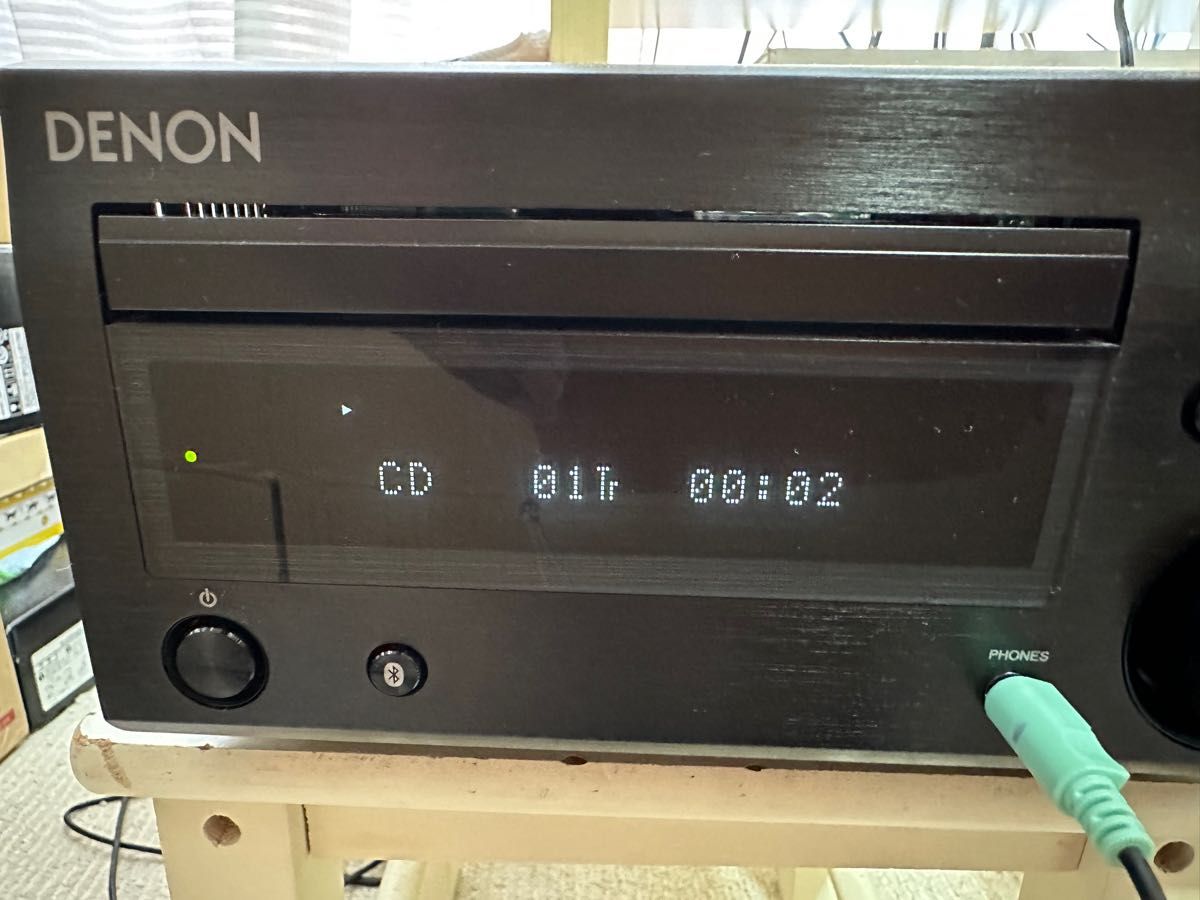 DENON
CD 01Tr 00:02
PHONES